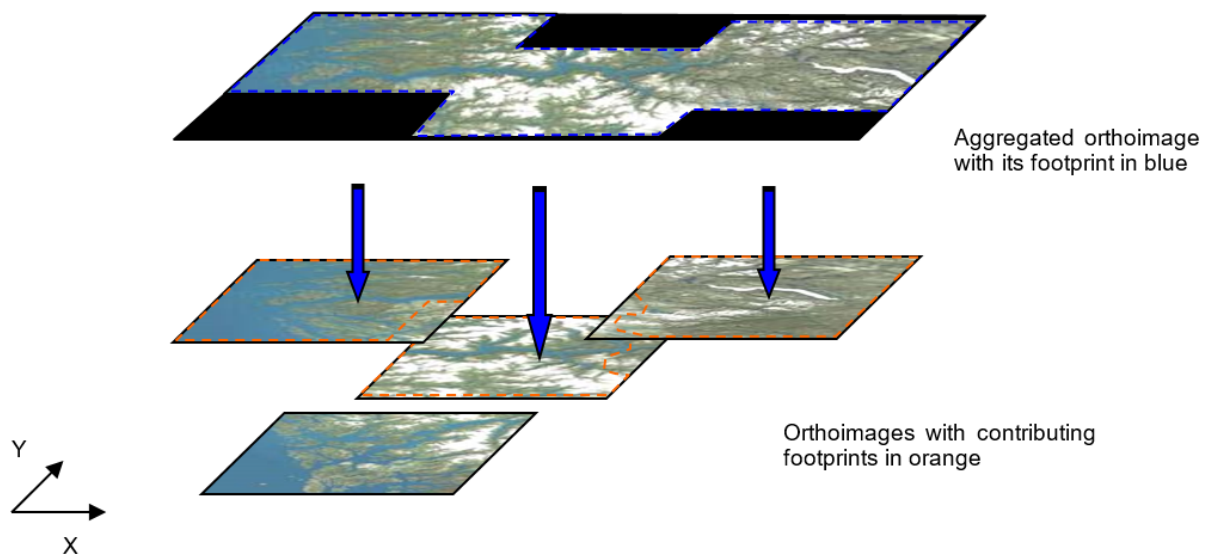 Aggregated orthoimage
with its footprint in blue
Orthoimages with contributing
footprints in orange
Y
X